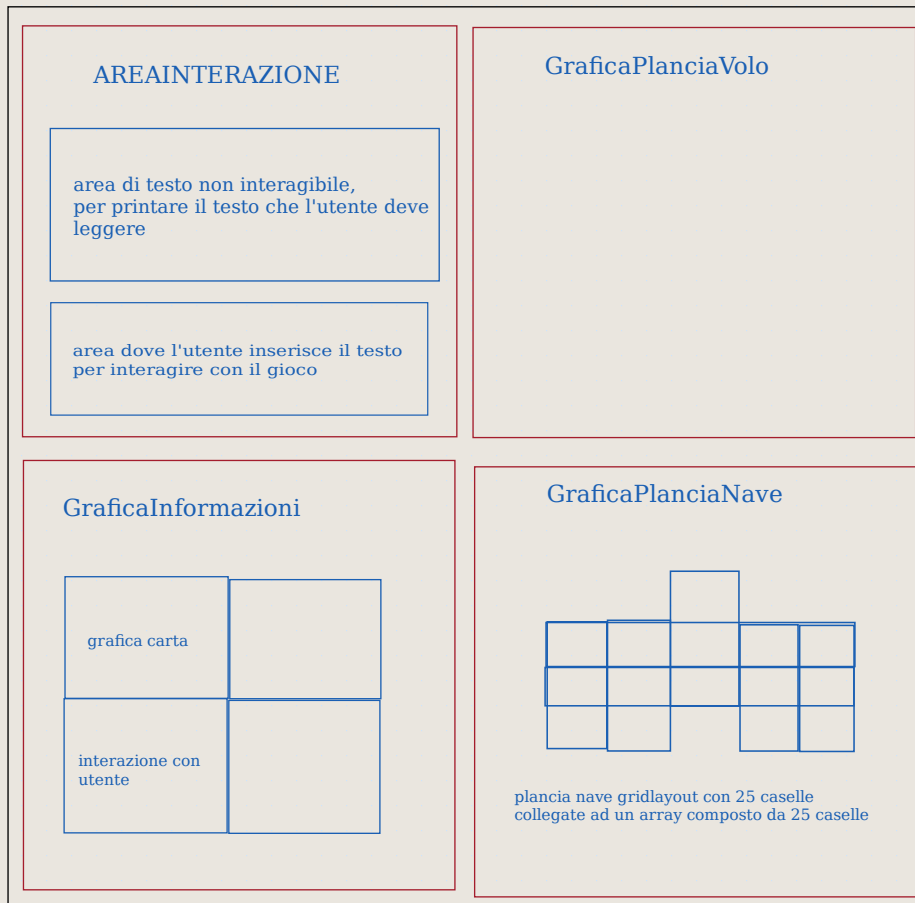 AREAINTERAZIONE
area di testo non interagibile,
per printare il testo che l'utente deve
leggere
area dove l'utente inserisce il testo
per interagire con il gioco
GraficaPlanciaVolo
GraficaInformazioni
grafica carta
interazione con
utente
GraficaPlanciaNave
plancia nave gridlayout con 25 caselle
collegate ad un array composto da 25 caselle